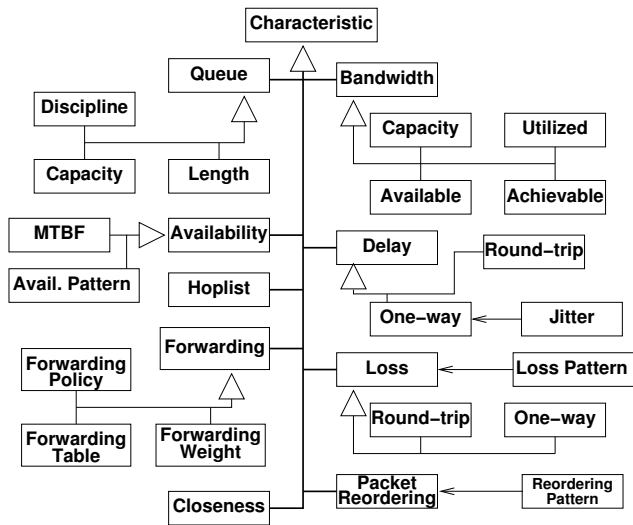 Characteristic
Queue
Bandwidth
Discipline
Capacity
Utilized
Capacity
Length
Available
Achievable
MTBF
Availability
Delay
Round−trip
Avail. Pattern
Hoplist
One−way
Jitter
Forwarding
Forwarding
Policy
Loss
Loss Pattern
Round−trip
One−way
Forwarding
Table
Forwarding
Weight
Closeness
Packet
Reordering
Reordering
Pattern